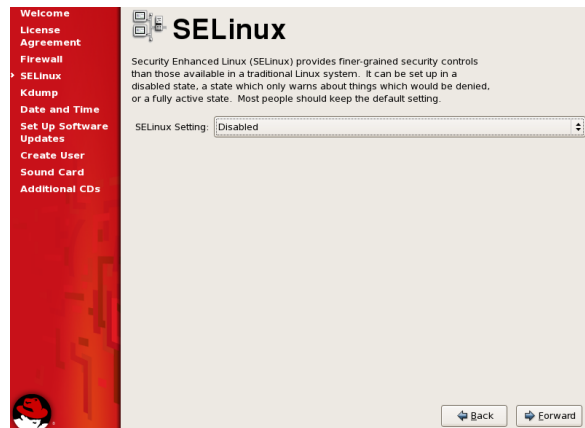 Welcome
License
Agreement
Firewall
SELinux
Kdump
Date and Time
Set Up Software
Updates
Create User
Sound Card
Additional CDs
SELinux
Security Enhanced Linux (SELinux) provides finer-grained security controls
than those available in a traditional Linux system. It can be set up in a
disabled state, a state which only warns about things which would be denied,
or a fully active state. Most people should keep the default setting.
SELinux Setting: Disabled
Back
Forward